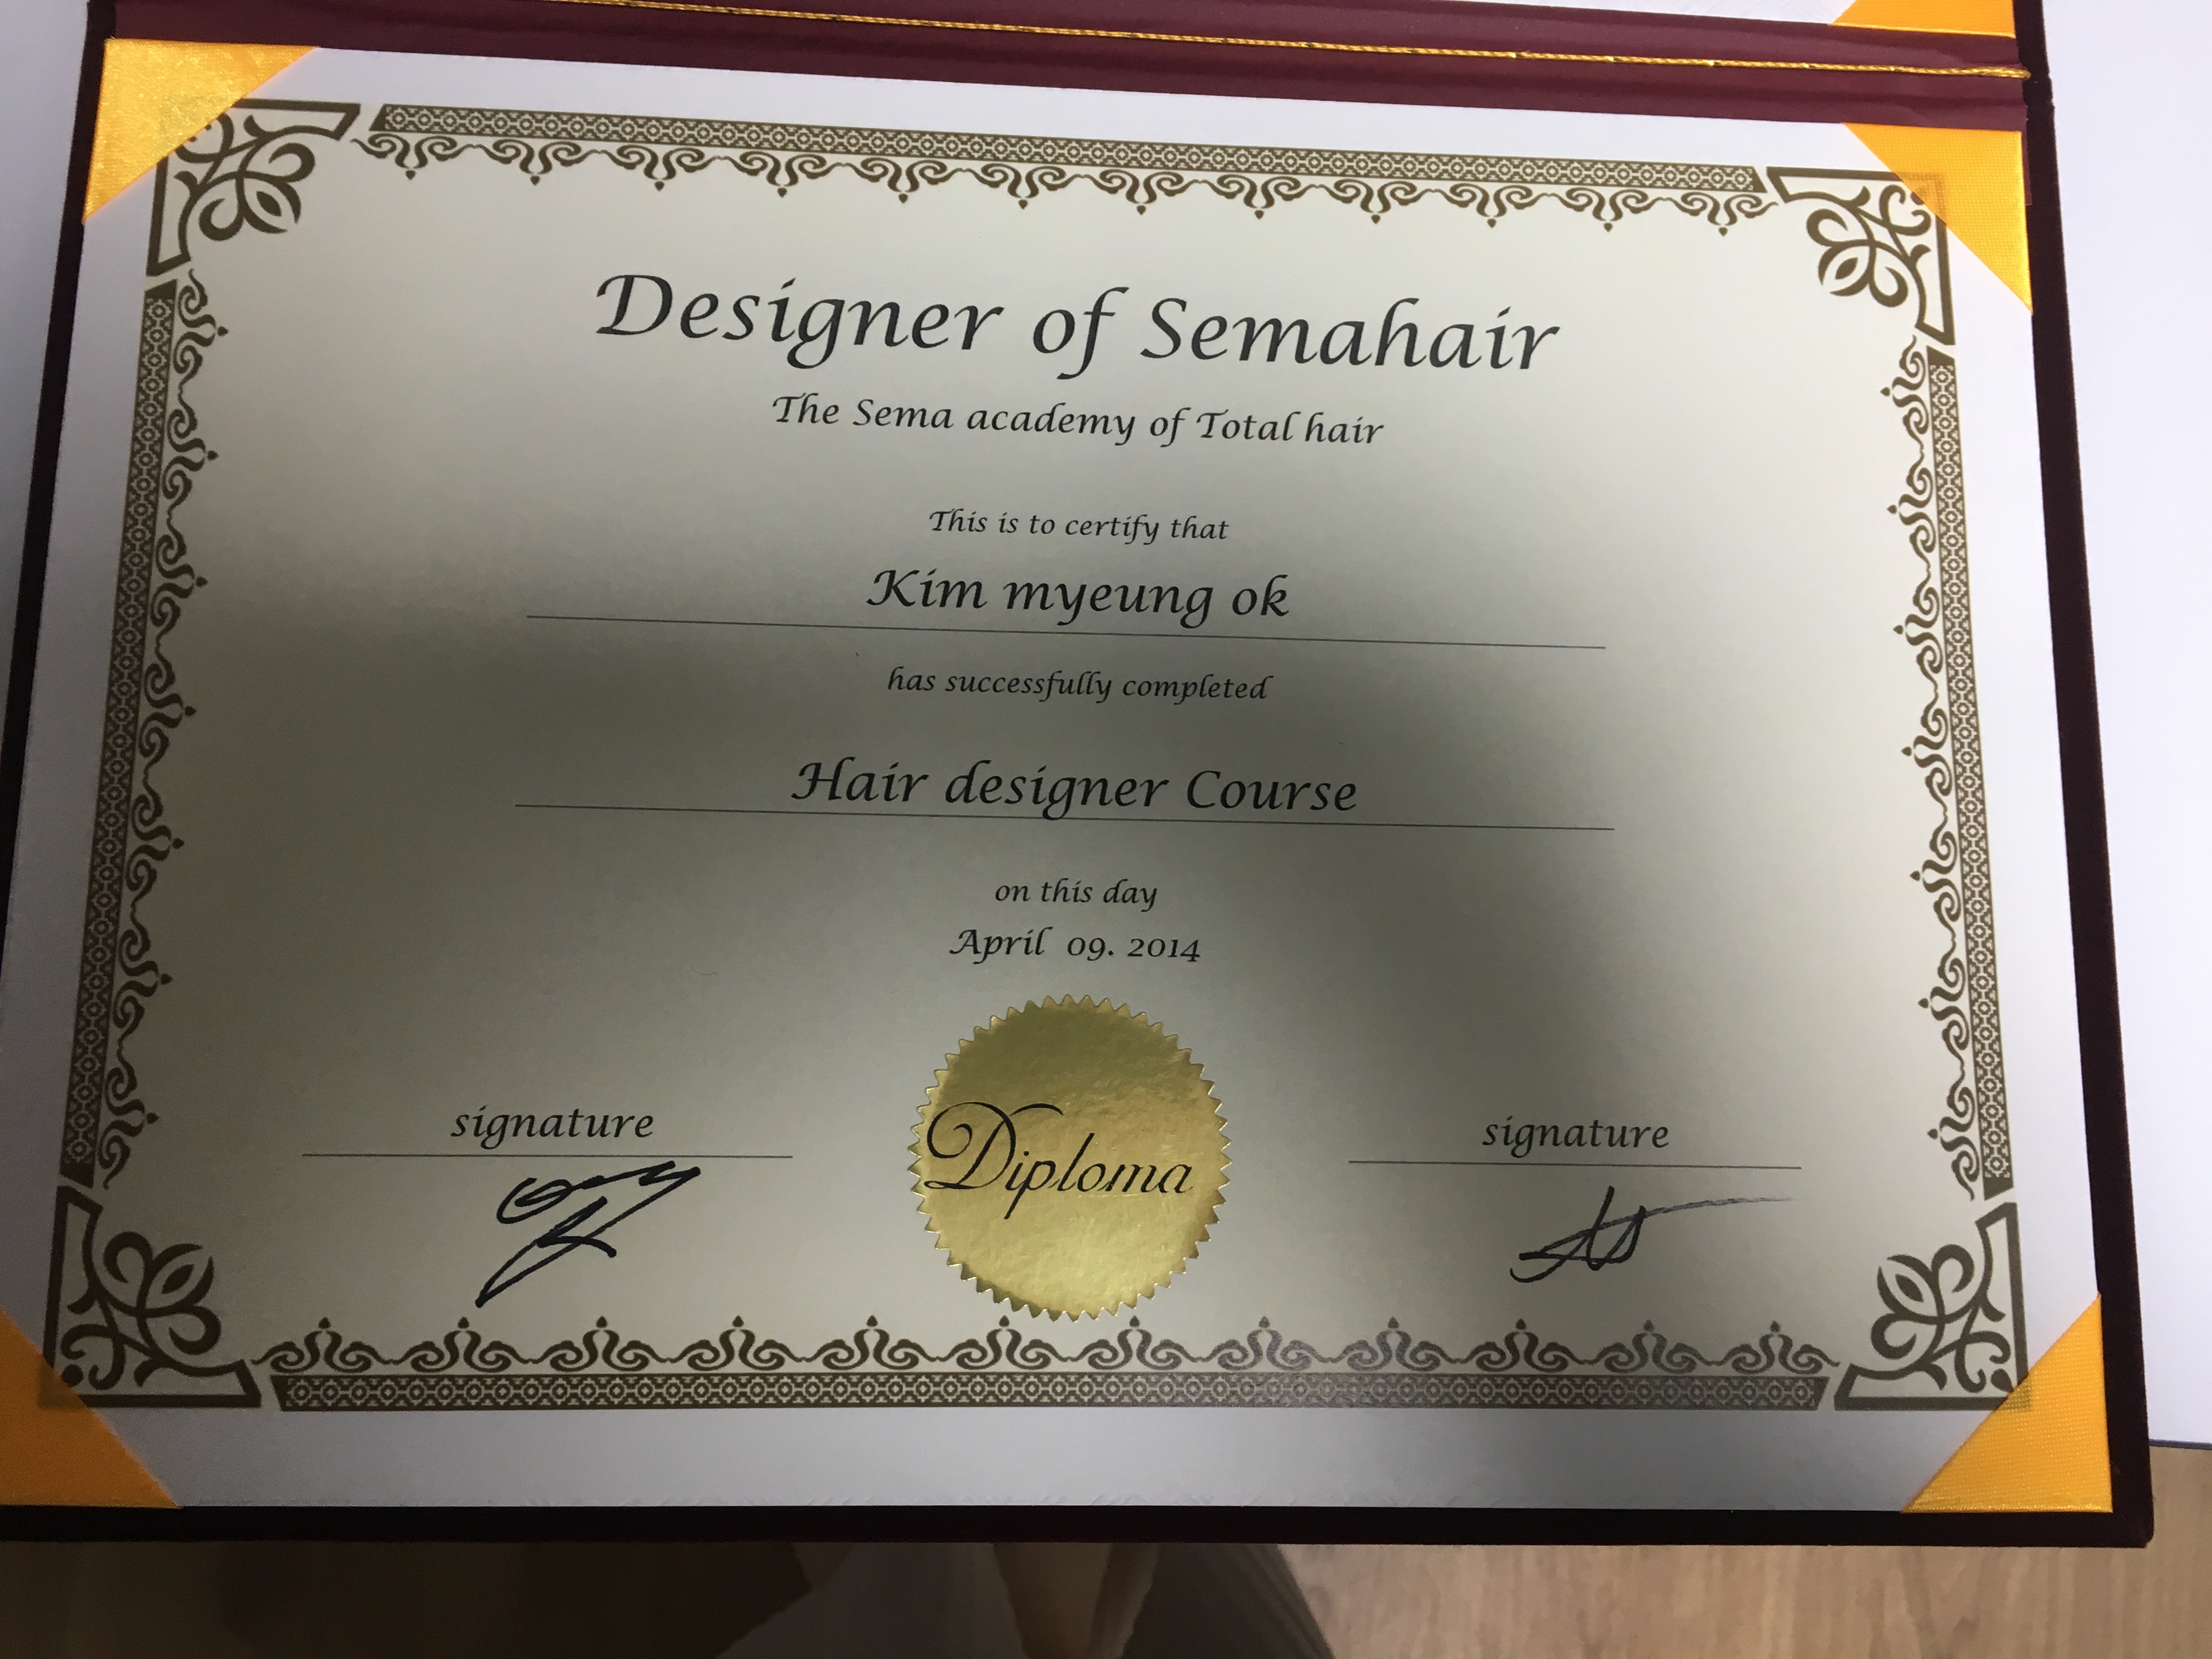 Designer of Semahair
The Sema academy of Total hair
This is to certify that
Kim myeung ok
has successfully completed
Hair designer Course
on this day
April 09. 2014
signature
Diploma
signature